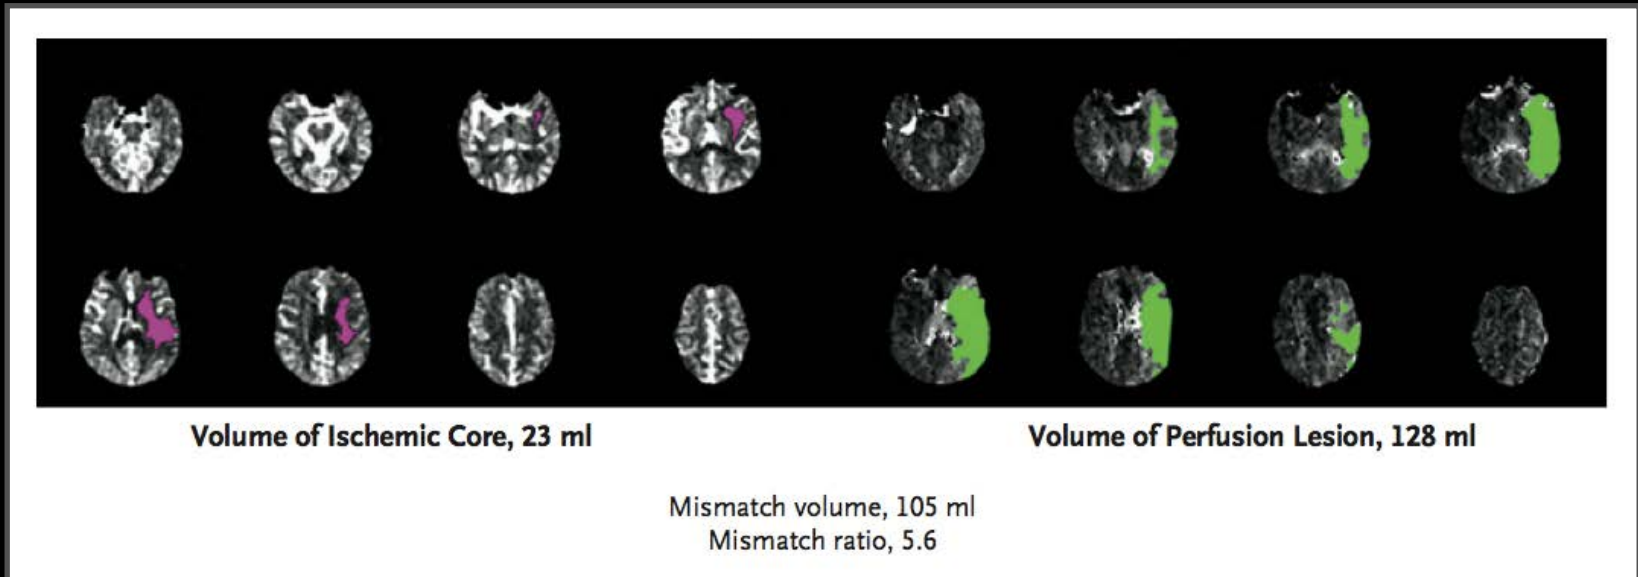 Volume of Ischemic Core, 23 ml
Volume of Perfusion Lesion, 128 ml
Mismatch volume, 105 ml
Mismatch ratio, 5.6